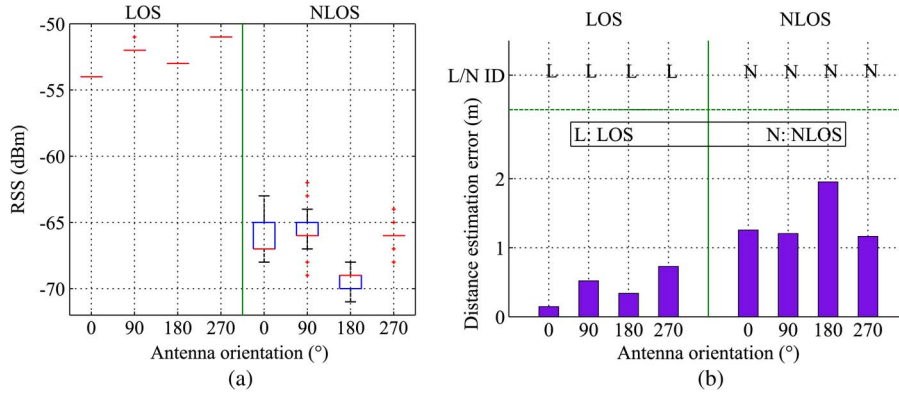 LOS NLOS
-50
-54
-60
-65
-70
RSS (dBm)
0 90 180 270 0 90 180 270
Antenna orientation (°)
(a)
LOS NLOS
L/N ID
L L L L N N N N
L: LOS N: NLOS
2
1
0
Distance estimation error (m)
0 90 180 270 0 90 180 270
Antenna orientation (°)
(b)